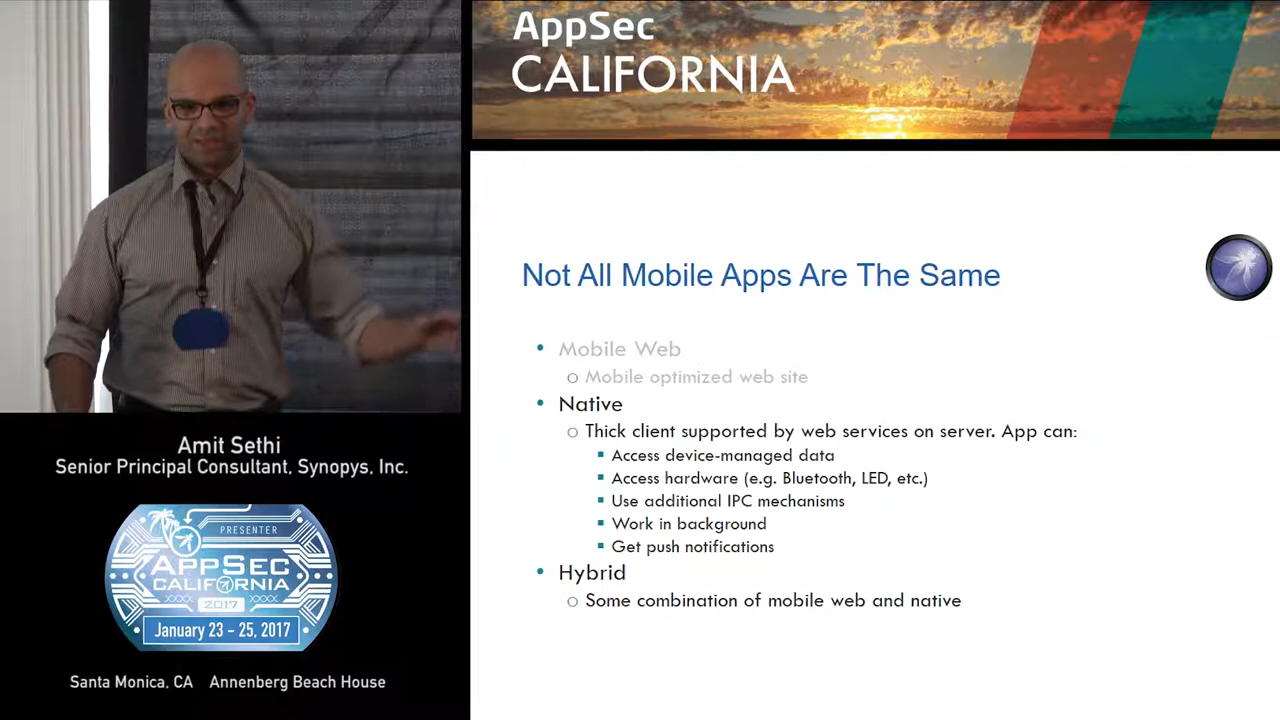 AppSec
CALIFORNIA
Not All Mobile Apps Are The Same
• Mobile Web
o Mobile optimized web site
• Native
o Thick client supported by web services on server. App can:
▪ Access device-managed data
▪ Access hardware (e.g. Bluetooth, LED, etc.)
▪ Use additional IPC mechanisms
▪ Work in background
▪ Get push notifications
• Hybrid
o Some combination of mobile web and native
Amit Sethi
Senior Principal Consultant, Synopys, Inc.
PRESENTER
APPSEC
CALIFORNIA
XXXX 2017 XXXX
January 23 - 25, 2017
Santa Monica, CA Annenberg Beach House